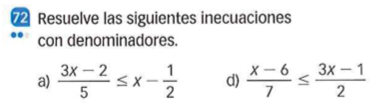 72 Resuelve las siguientes inecuaciones
con denominadores.
a) (3x − 2)/5 ≤ x − 1/2 d) (x − 6)/7 ≤ (3x − 1)/2